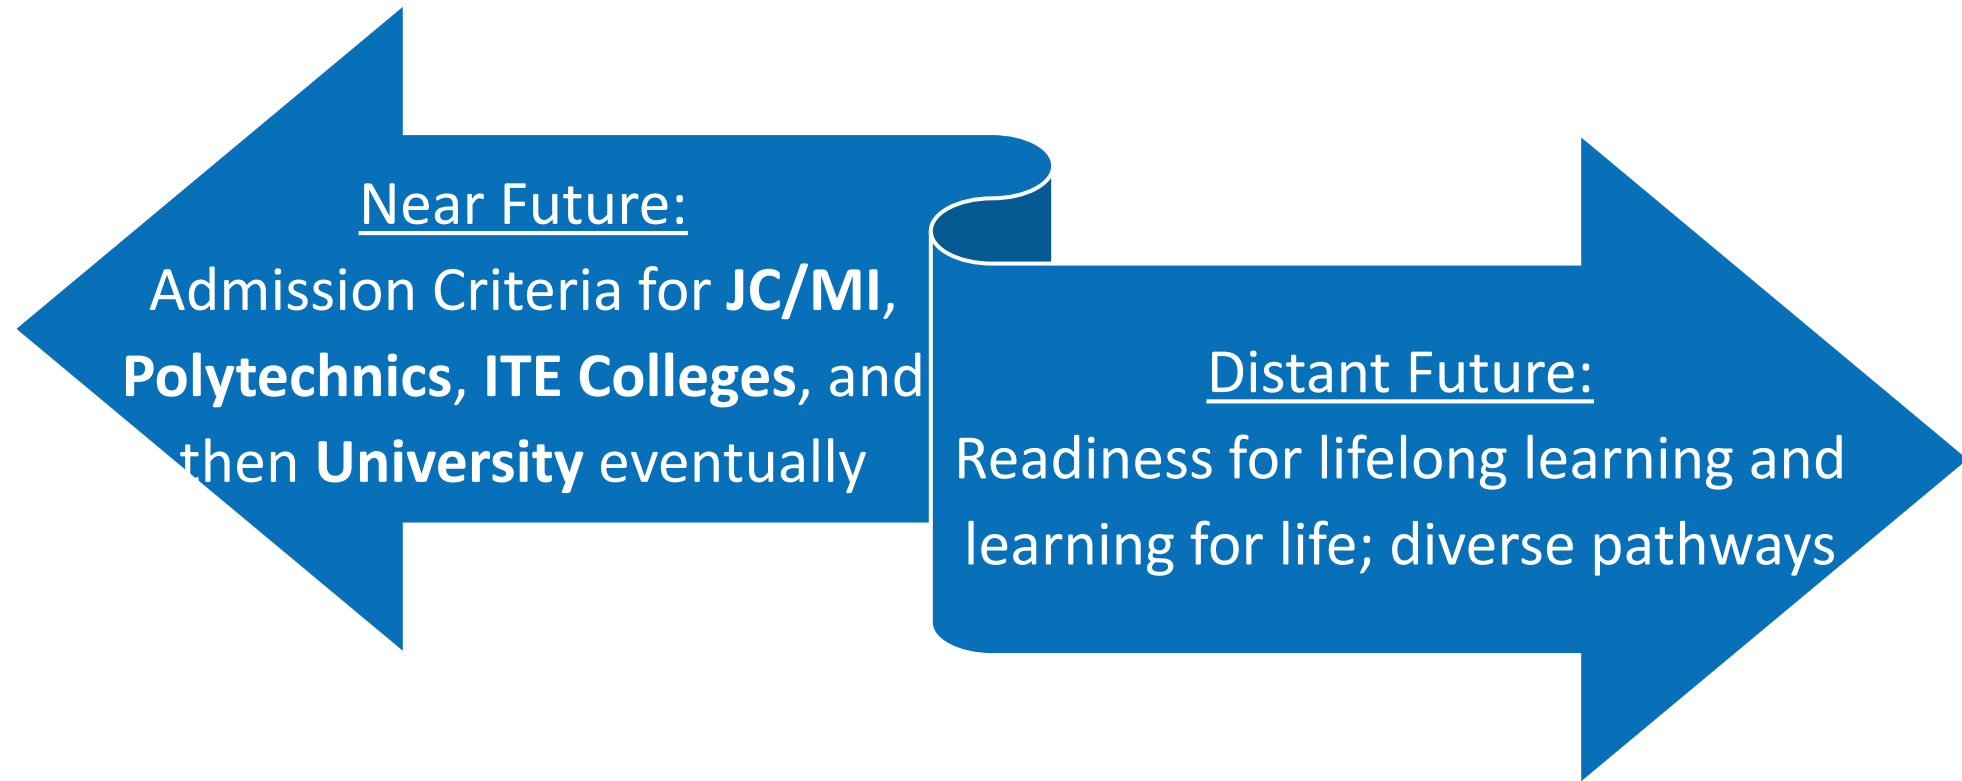 Near Future:
Admission Criteria for JC/MI,
Polytechnics, ITE Colleges, and
then University eventually
Distant Future:
Readiness for lifelong learning and
learning for life; diverse pathways